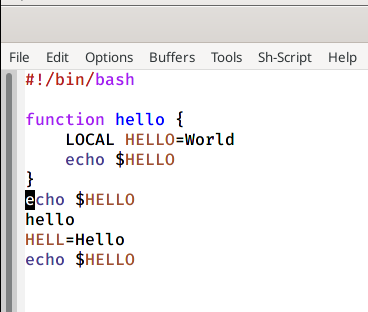 File Edit Options Buffers Tools Sh-Script Help
#!/bin/bash
function hello {
LOCAL HELLO=World
echo $HELLO
}
echo $HELLO
hello
HELL=Hello
echo $HELLO